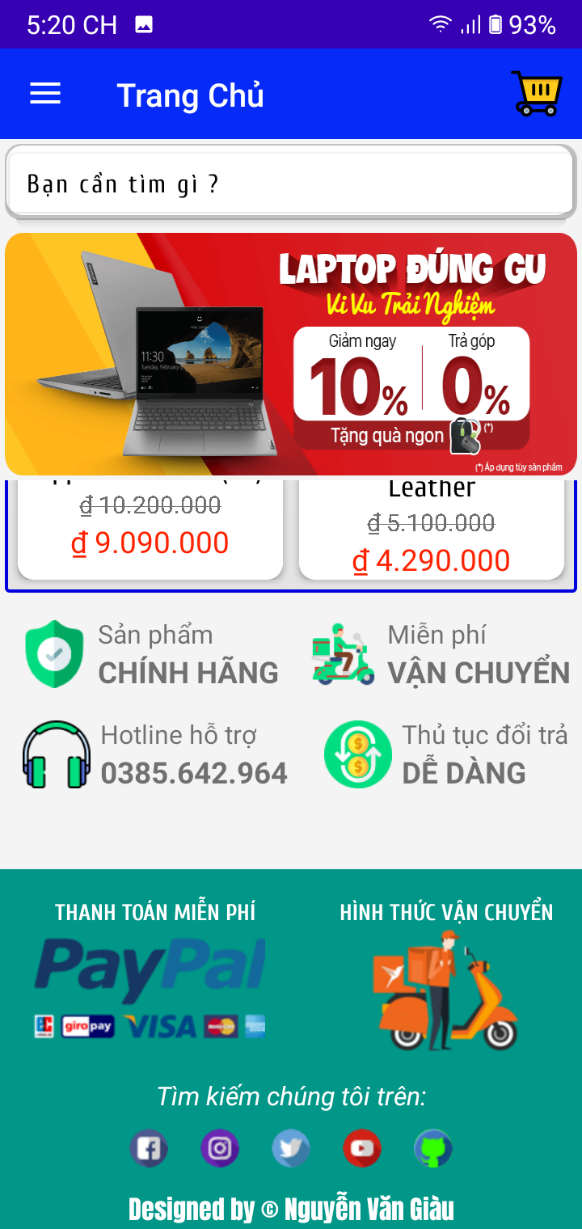 5:20 CH 93%
Trang Chủ
Bạn cần tìm gì ?
LAPTOP ĐÚNG GU
Vi Vu Trải Nghiệm
Giảm ngay Trả góp
10% 0%
Tặng quà ngon (*)
(*) Áp dụng tùy sản phẩm
Leather
₫ 10.200.000 ₫ 5.100.000
₫ 9.090.000 ₫ 4.290.000
Sản phẩm Miễn phí
CHÍNH HÃNG VẬN CHUYỂN
Hotline hỗ trợ Thủ tục đổi trả
0385.642.964 DỄ DÀNG
THANH TOÁN MIỄN PHÍ HÌNH THỨC VẬN CHUYỂN
PayPal
giropay VISA
Tìm kiếm chúng tôi trên:
Designed by © Nguyễn Văn Giàu